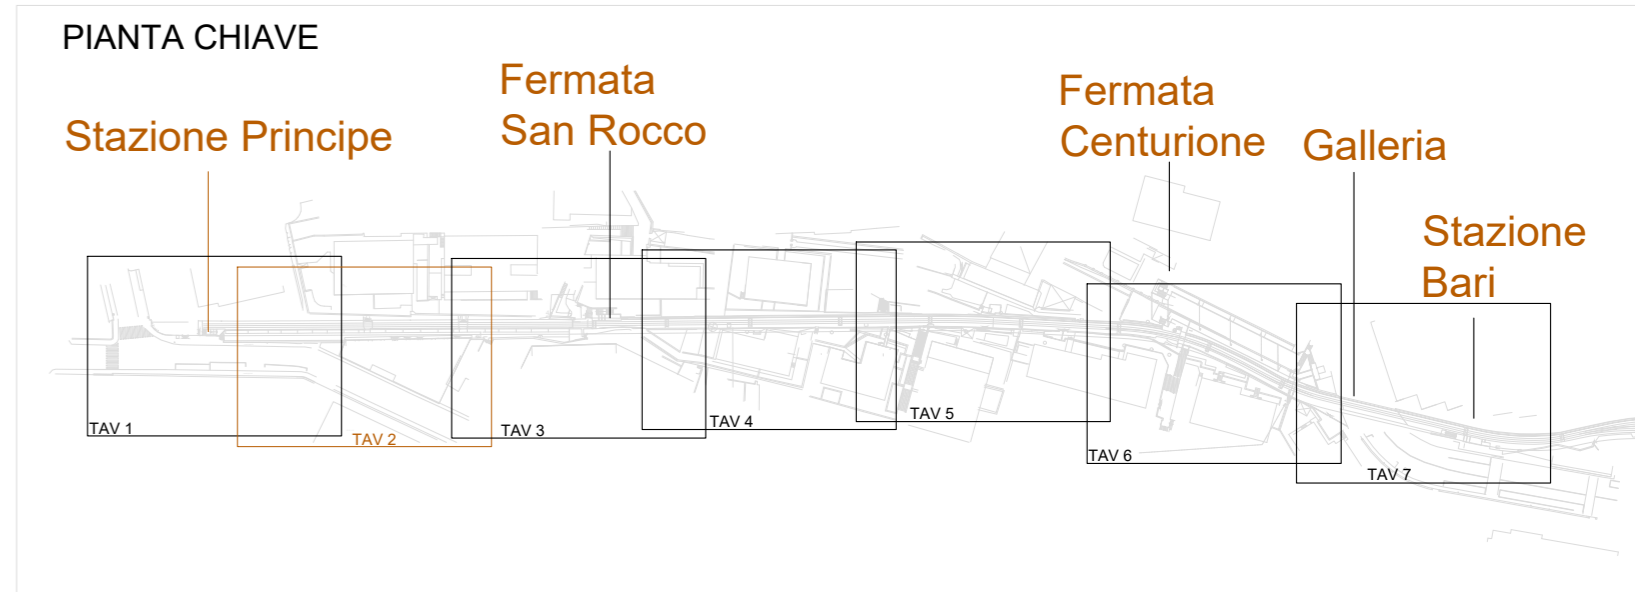 PIANTA CHIAVE
Stazione Principe
Fermata
San Rocco
Fermata
Centurione
Galleria
Stazione
Bari
TAV 1
TAV 2
TAV 3
TAV 4
TAV 5
TAV 6
TAV 7